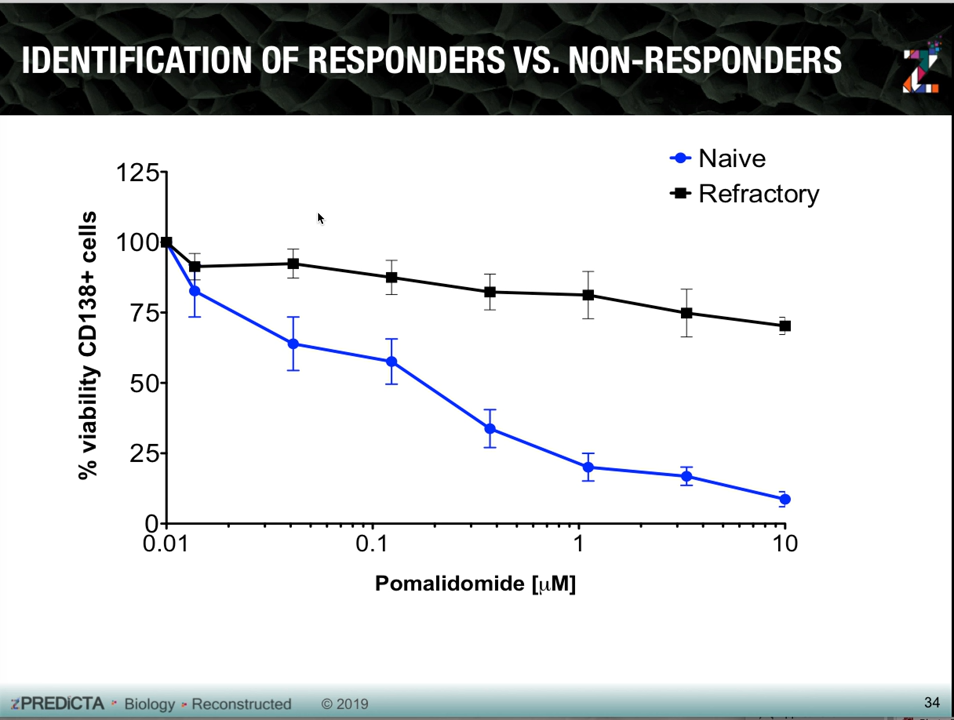 IDENTIFICATION OF RESPONDERS VS. NON-RESPONDERS
Naive
Refractory
125
100
75
50
25
0
% viability CD138+ cells
0.01 0.1 1 10
Pomalidomide [μM]
zPREDiCTA ▸ Biology ▸ Reconstructed © 2019
34